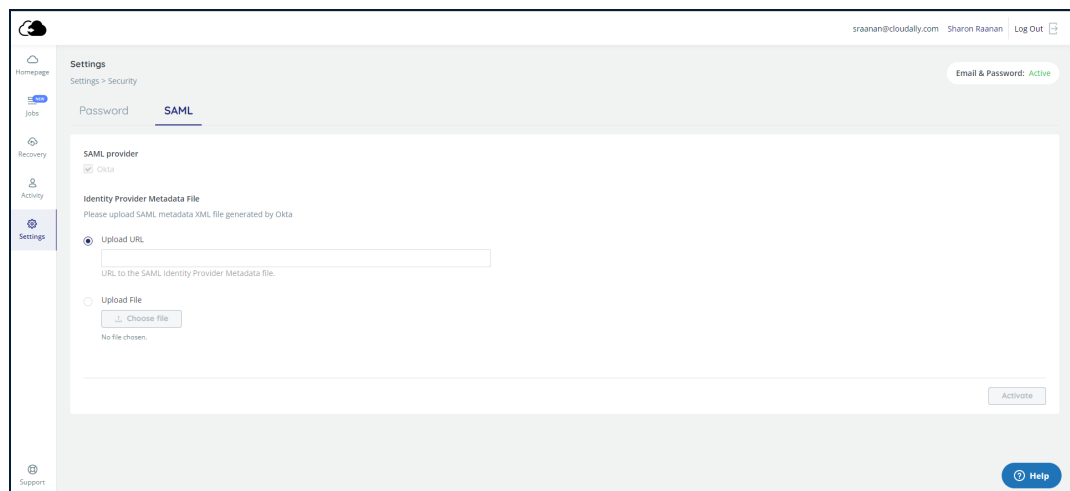 sraanan@cloudally.com Sharon Raanan Log Out
Homepage
NEW
Jobs
Recovery
Activity
Settings
Support
Settings
Settings > Security
Email & Password: Active
Password SAML
SAML provider
Okta
Identity Provider Metadata File
Please upload SAML metadata XML file generated by Okta
Upload URL
URL to the SAML Identity Provider Metadata file.
Upload File
Choose file
No file chosen.
Activate
Help